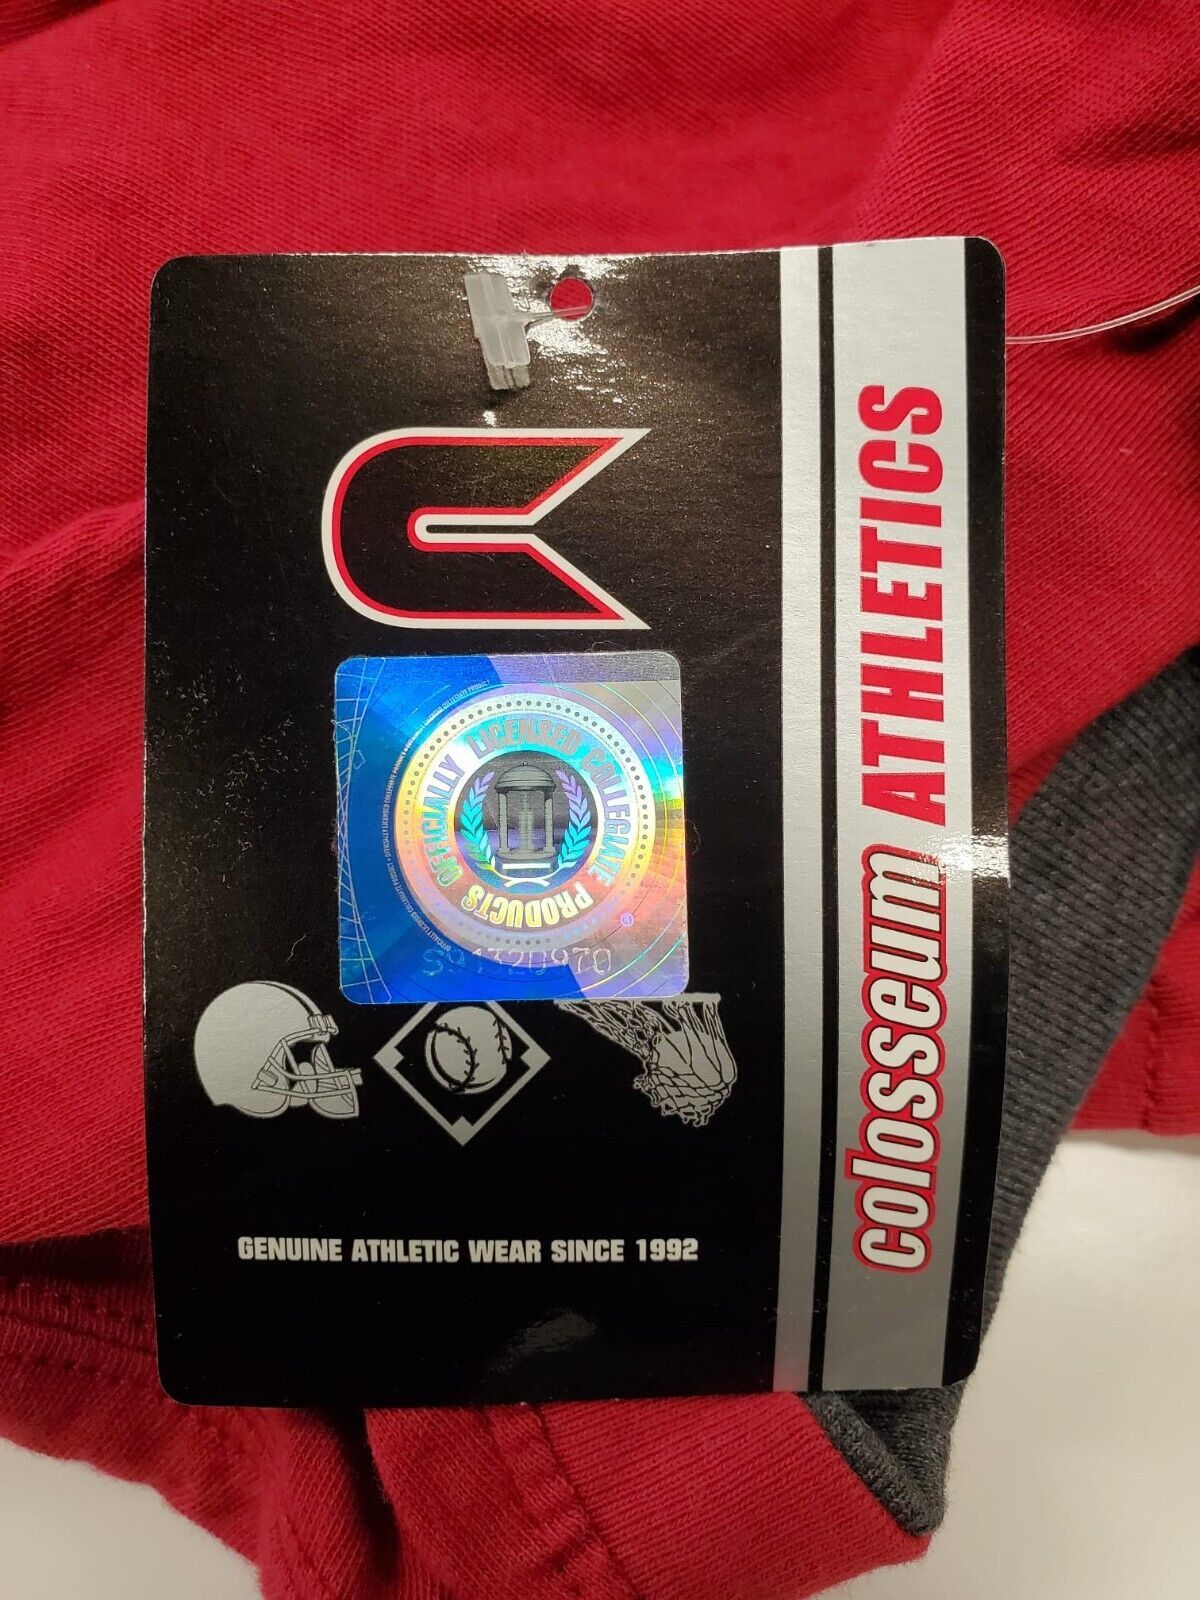 Colosseum ATHLETICS
OFFICIALLY LICENSED COLLEGIATE PRODUCTS
GENUINE ATHLETIC WEAR SINCE 1992